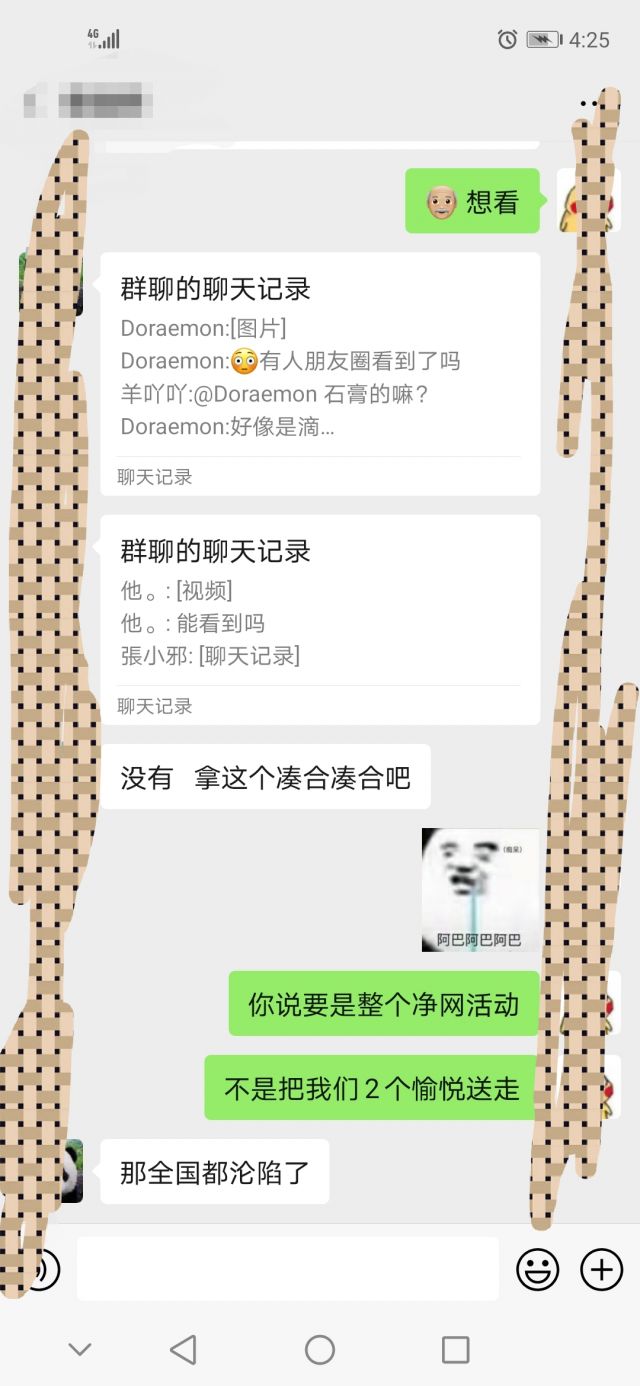 4G
4:25
👴🏼 想看
群聊的聊天记录
Doraemon:[图片]
Doraemon:😳有人朋友圈看到了吗
羊吖吖:@Doraemon 石膏的嘛?
Doraemon:好像是滴...
聊天记录
群聊的聊天记录
他。: [视频]
他。: 能看到吗
張小邪: [聊天记录]
聊天记录
没有 拿这个凑合凑合吧
(痴呆)
阿巴阿巴阿巴
你说要是整个净网活动
不是把我们2个愉悦送走
那全国都沦陷了